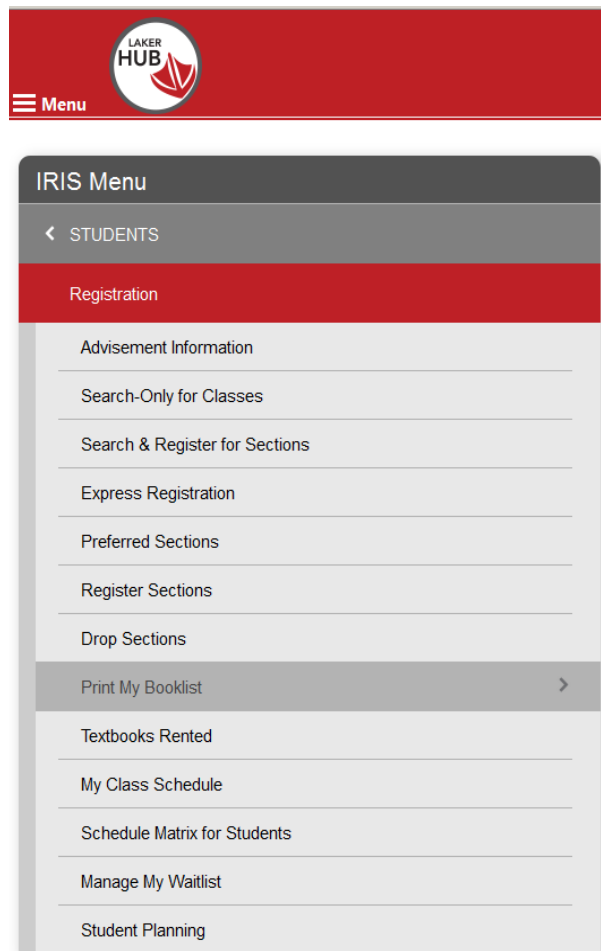 LAKER
HUB
Menu
IRIS Menu
STUDENTS
Registration
Advisement Information
Search-Only for Classes
Search & Register for Sections
Express Registration
Preferred Sections
Register Sections
Drop Sections
Print My Booklist
Textbooks Rented
My Class Schedule
Schedule Matrix for Students
Manage My Waitlist
Student Planning